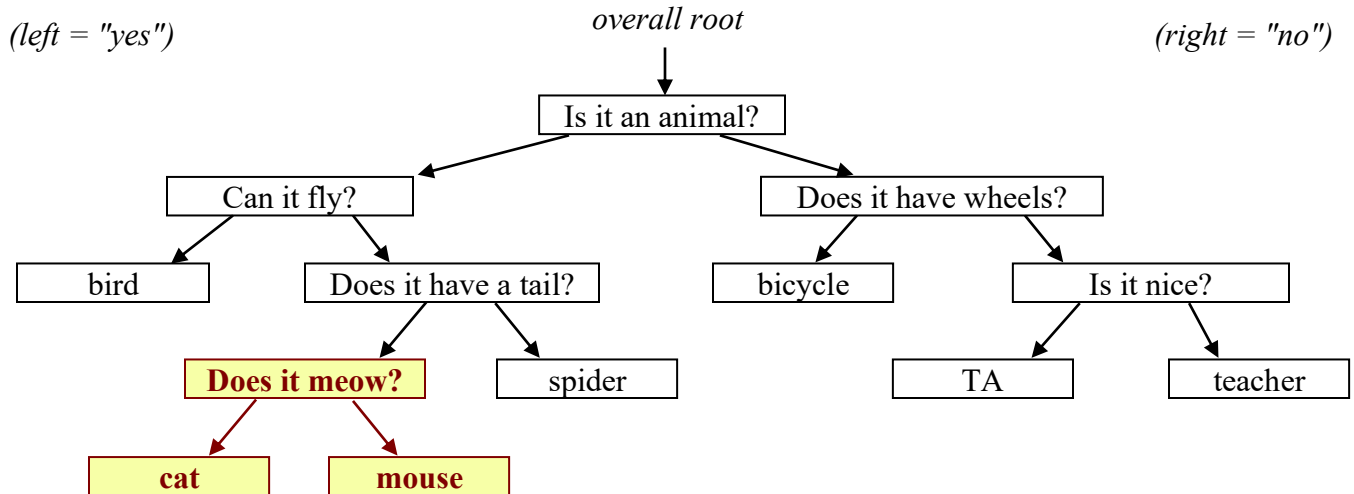 overall root
(left = "yes")
(right = "no")
Is it an animal?
Can it fly?
Does it have wheels?
bird
Does it have a tail?
bicycle
Is it nice?
Does it meow?
spider
TA
teacher
cat
mouse